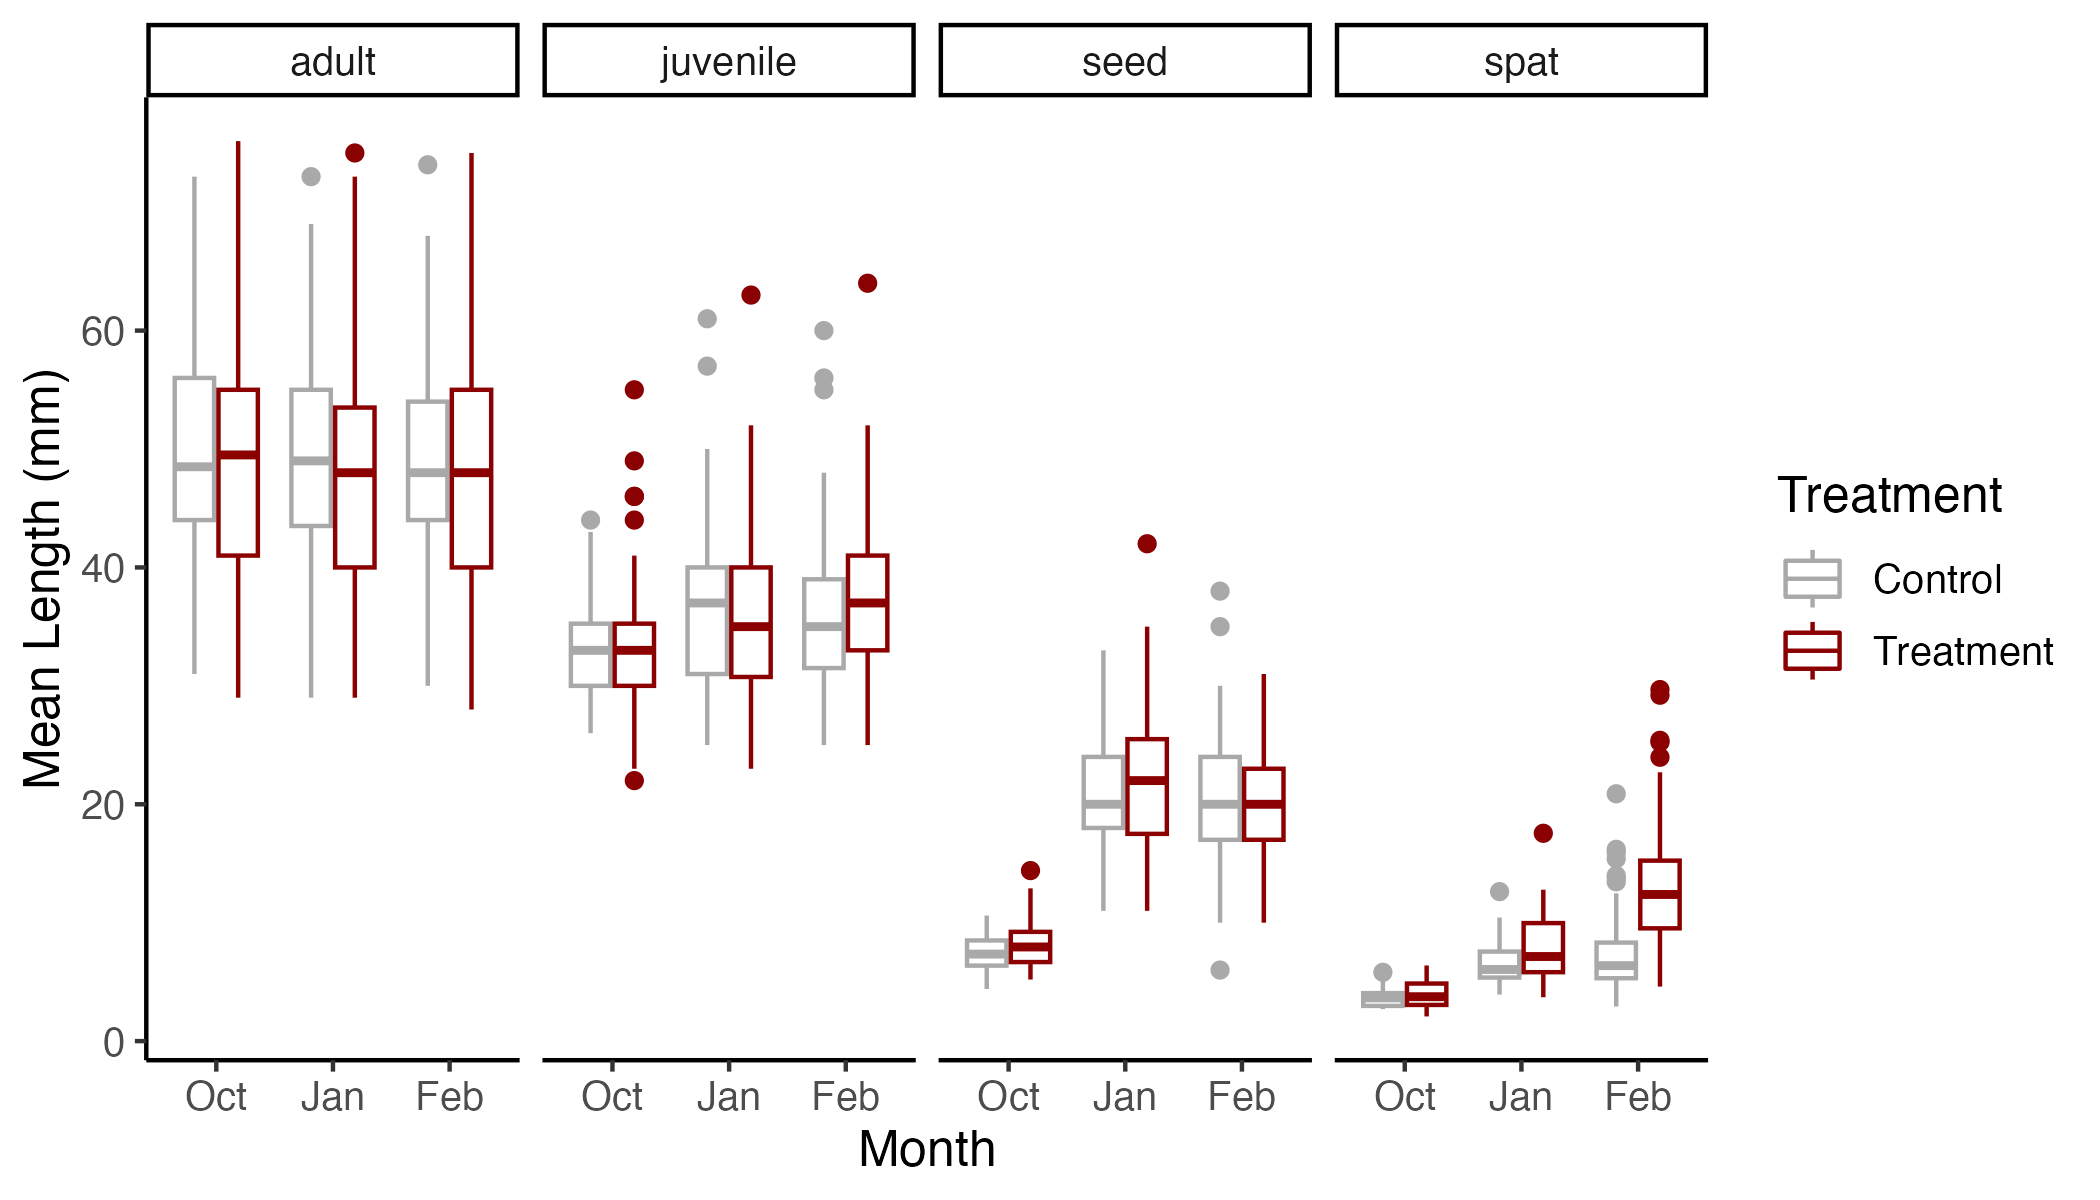 adult
juvenile
seed
spat
Mean Length (mm)
60
40
20
0
Oct Jan Feb
Oct Jan Feb
Oct Jan Feb
Oct Jan Feb
Month
Treatment
Control
Treatment